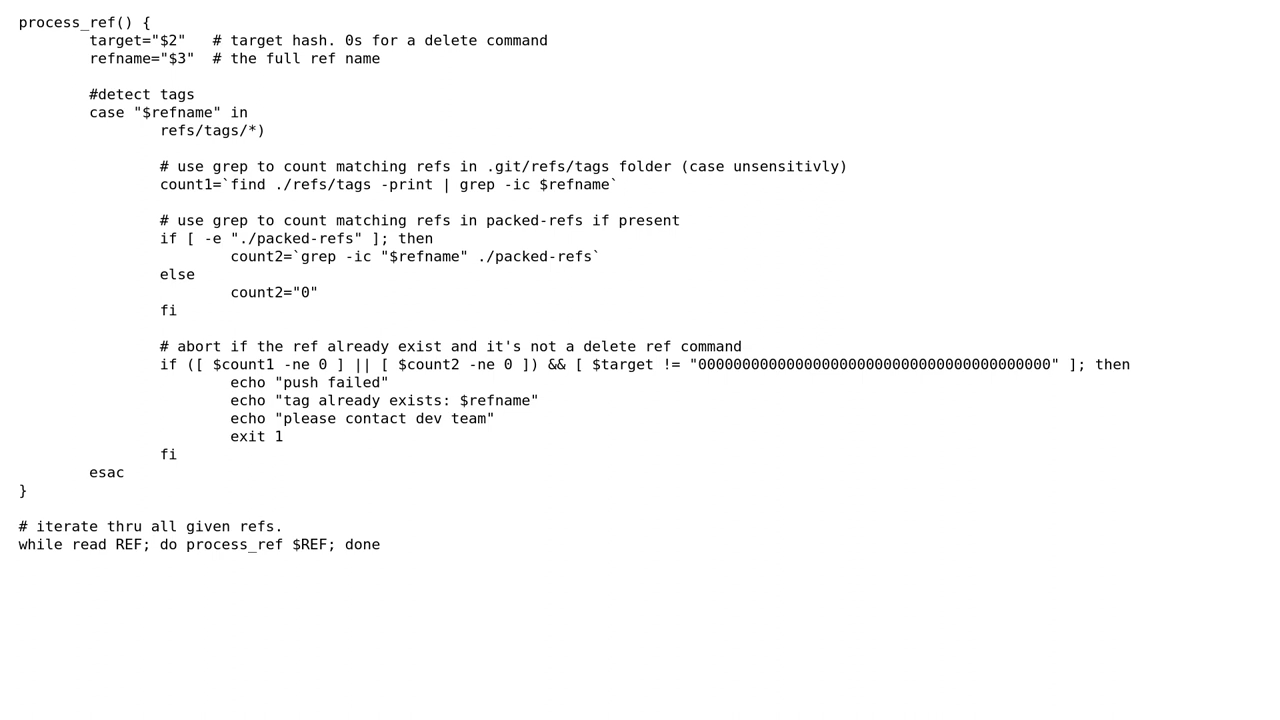 process_ref() {
        target="$2"   # target hash. 0s for a delete command
        refname="$3"  # the full ref name

        #detect tags
        case "$refname" in
                refs/tags/*)

                # use grep to count matching refs in .git/refs/tags folder (case unsensitivly)
                count1=`find ./refs/tags -print | grep -ic $refname`

                # use grep to count matching refs in packed-refs if present
                if [ -e "./packed-refs" ]; then
                        count2=`grep -ic "$refname" ./packed-refs`
                else
                        count2="0"
                fi

                # abort if the ref already exist and it's not a delete ref command
                if ([ $count1 -ne 0 ] || [ $count2 -ne 0 ]) && [ $target != "0000000000000000000000000000000000000000" ]; then
                        echo "push failed"
                        echo "tag already exists: $refname"
                        echo "please contact dev team"
                        exit 1
                fi
        esac
}

# iterate thru all given refs.
while read REF; do process_ref $REF; done